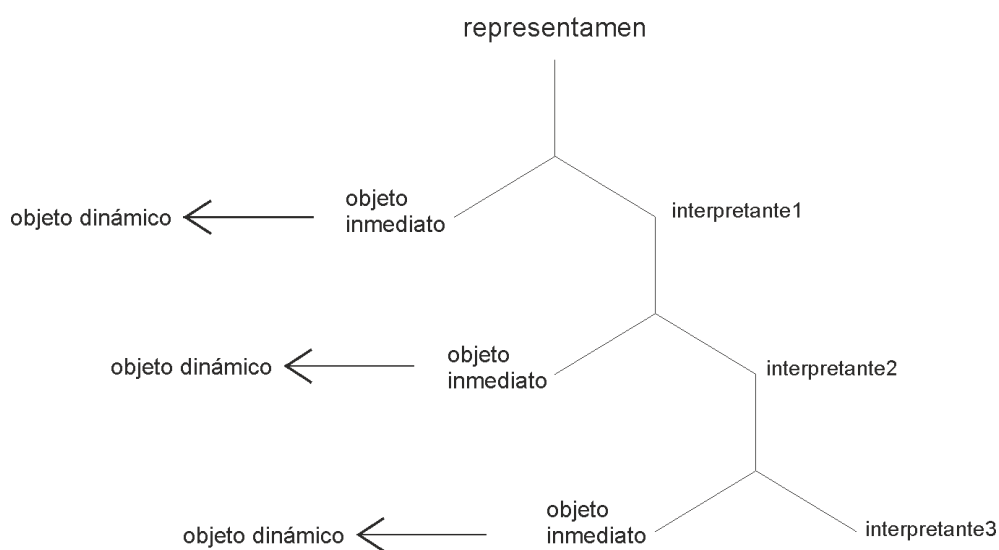 representamen
objeto dinámico
objeto
inmediato
interpretante1
objeto dinámico
objeto
inmediato
interpretante2
objeto dinámico
objeto
inmediato
interpretante3